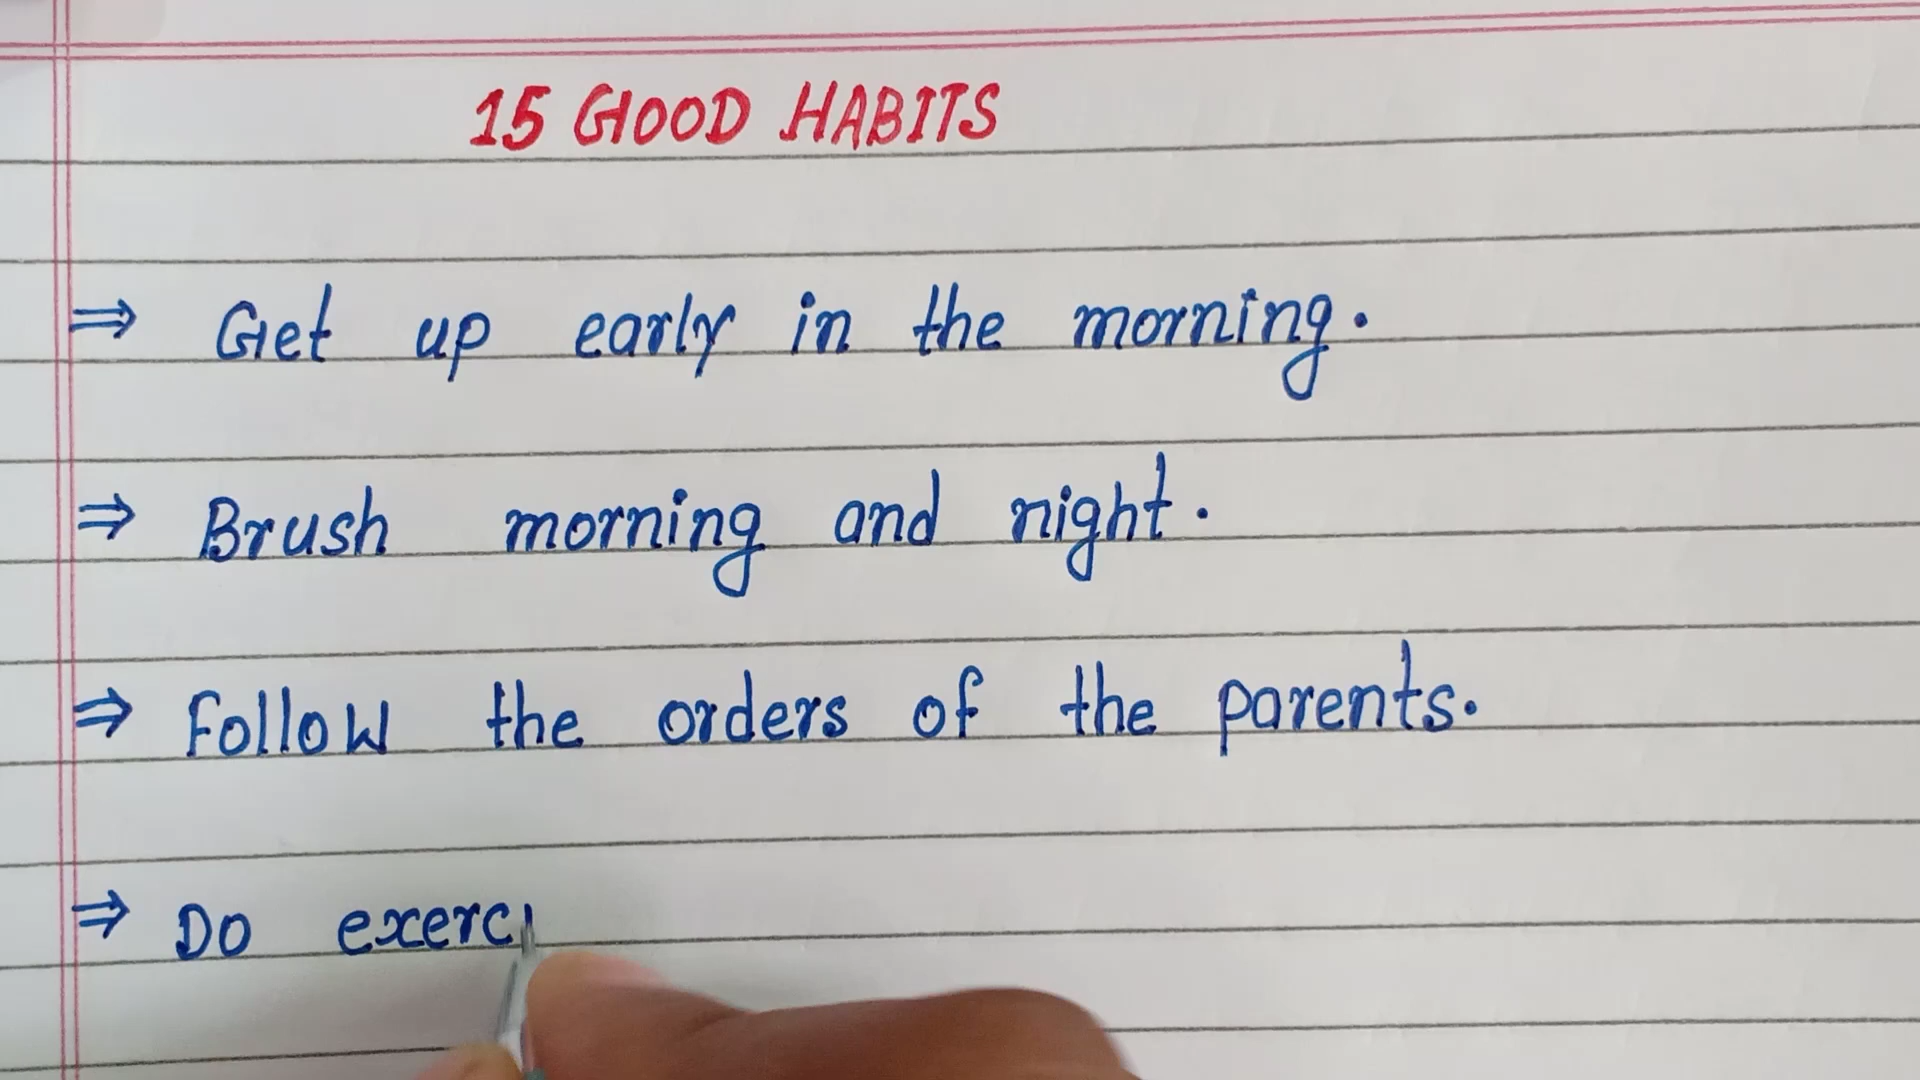 15 GOOD HABITS
⇒ Get up early in the morning.
⇒ Brush morning and night.
⇒ Follow the orders of the parents.
⇒ Do exerci